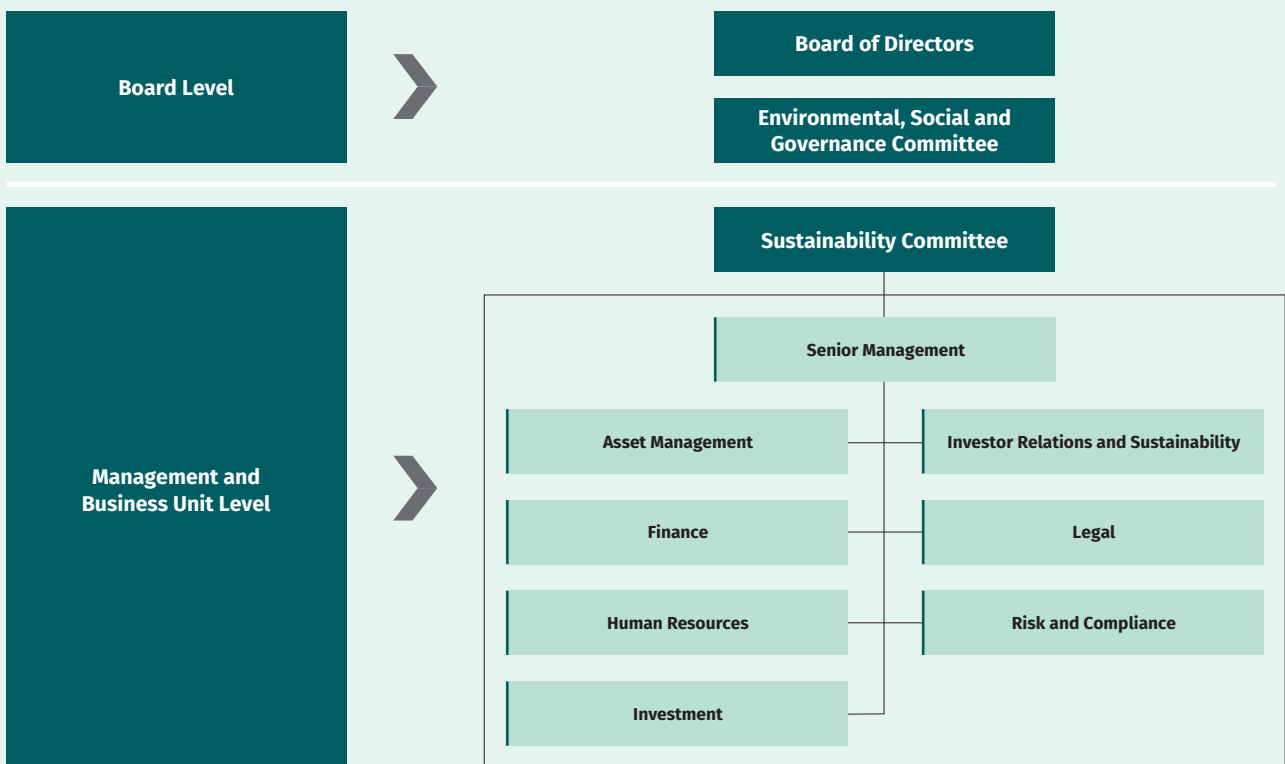 Board Level
Board of Directors
Environmental, Social and
Governance Committee
Management and
Business Unit Level
Sustainability Committee
Senior Management
Asset Management
Investor Relations and Sustainability
Finance
Legal
Human Resources
Risk and Compliance
Investment